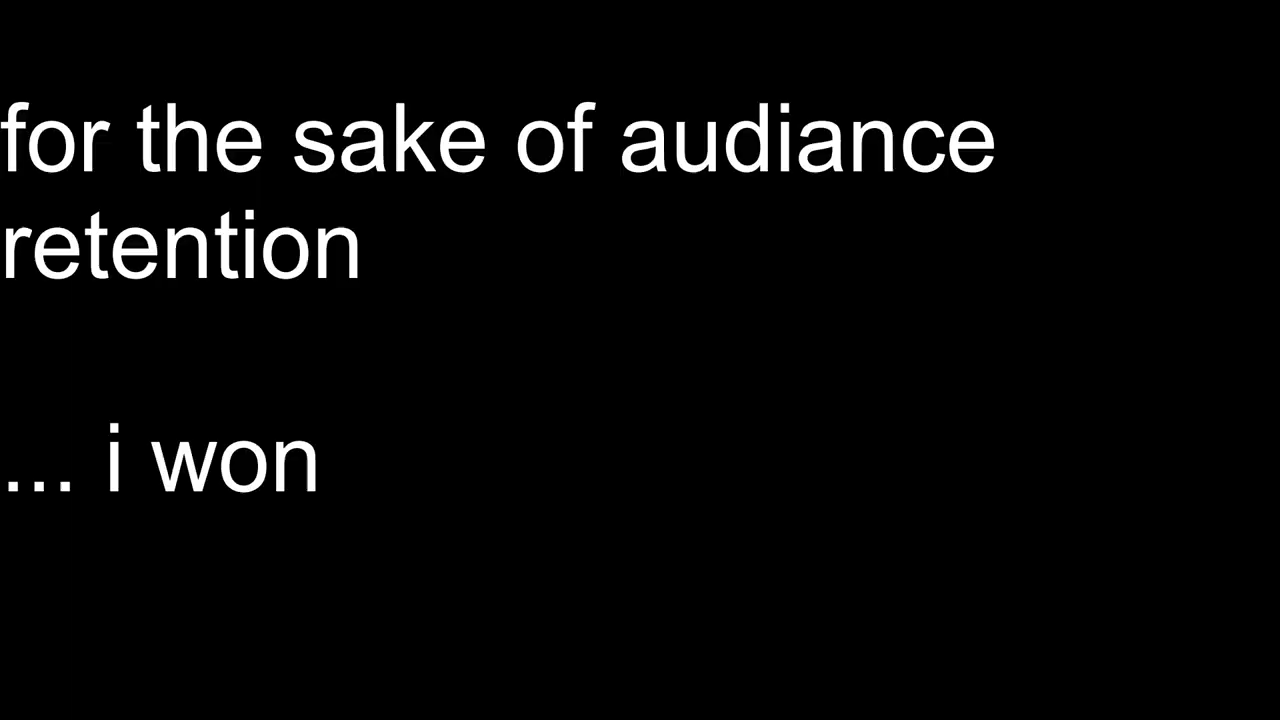 for the sake of audiance
retention
... i won